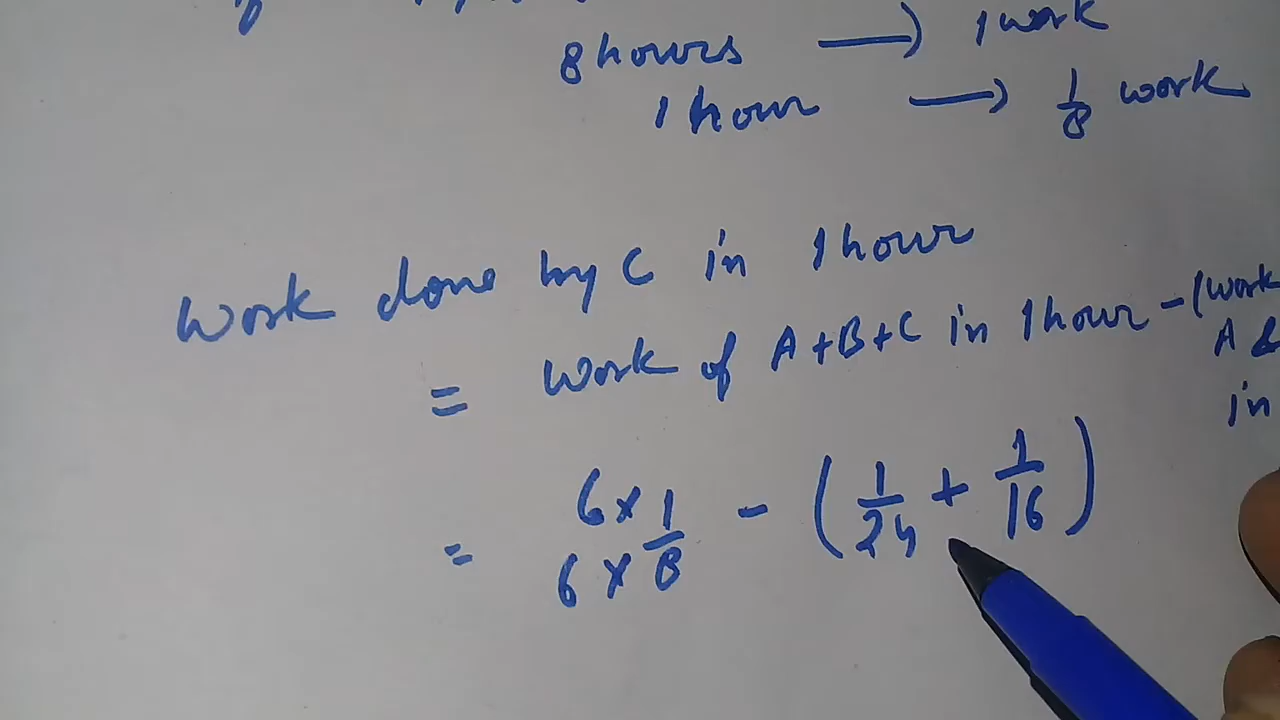 8 hours → 1 work
1 hour → 1/8 work
Work done by C in 1 hour
= Work of A+B+C in 1 hour - (Work
A &
in
= 6 × 1 / 6 × 8 - ( 1/24 + 1/16 )